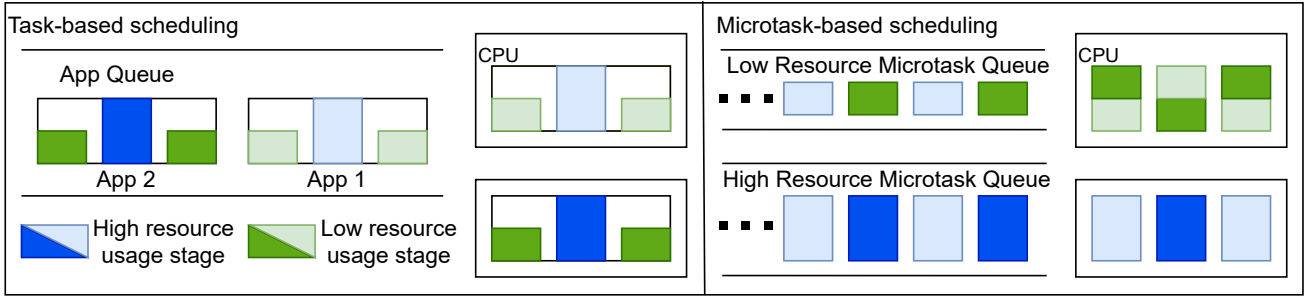 Task-based scheduling
App Queue
App 2
App 1
High resource
usage stage
Low resource
usage stage
CPU
Microtask-based scheduling
Low Resource Microtask Queue
High Resource Microtask Queue
CPU